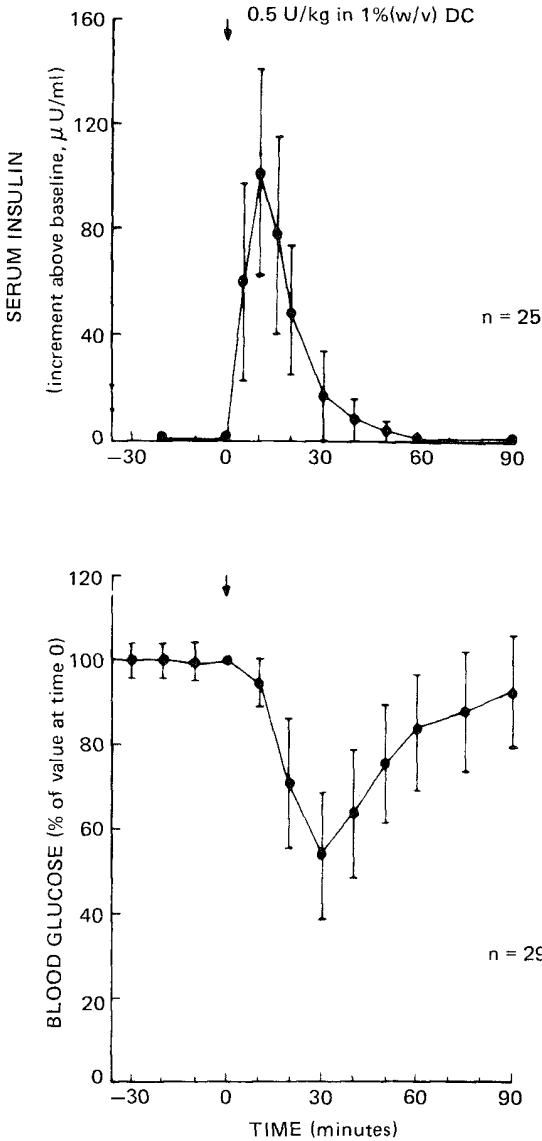 0.5 U/kg in 1%(w/v) DC
160
120
80
40
0
SERUM INSULIN
(increment above baseline, μU/ml)
n = 25
−30 0 30 60 90
120
100
80
60
40
20
0
BLOOD GLUCOSE (% of value at time 0)
n = 29
−30 0 30 60 90
TIME (minutes)